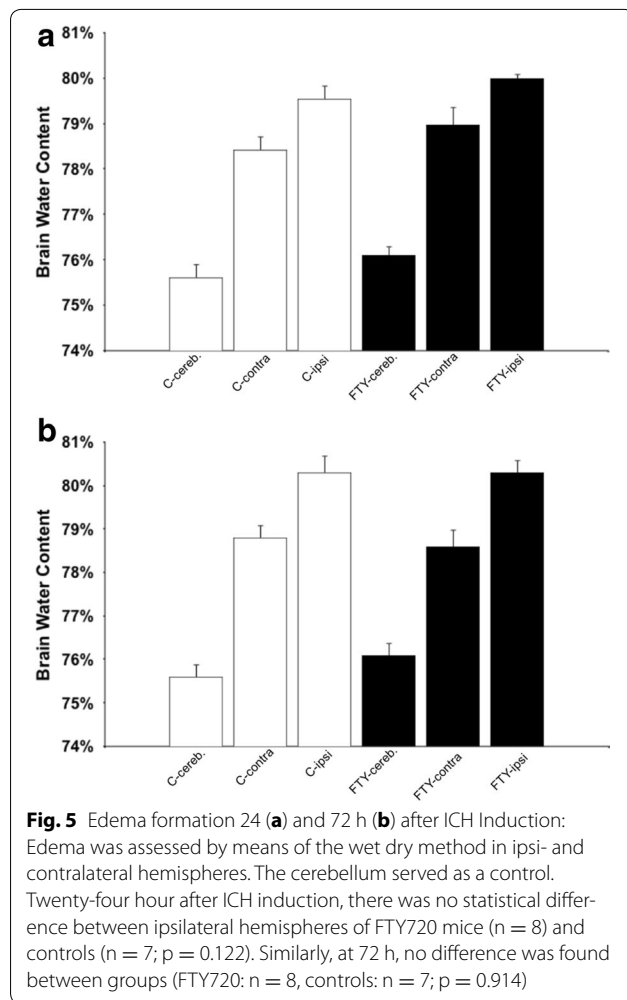 a
81%
80%
79%
78%
77%
76%
75%
74%
Brain Water Content
C-cereb.
C-contra
C-ipsi
FTY-cereb.
FTY-contra
FTY-ipsi
b
81%
80%
79%
78%
77%
76%
75%
74%
Brain Water Content
C-cereb.
C-contra
C-ipsi
FTY-cereb.
FTY-contra
FTY-ipsi
Fig. 5 Edema formation 24 (a) and 72 h (b) after ICH Induction:
Edema was assessed by means of the wet dry method in ipsi- and
contralateral hemispheres. The cerebellum served as a control.
Twenty-four hour after ICH induction, there was no statistical differ-
ence between ipsilateral hemispheres of FTY720 mice (n = 8) and
controls (n = 7; p = 0.122). Similarly, at 72 h, no difference was found
between groups (FTY720: n = 8, controls: n = 7; p = 0.914)